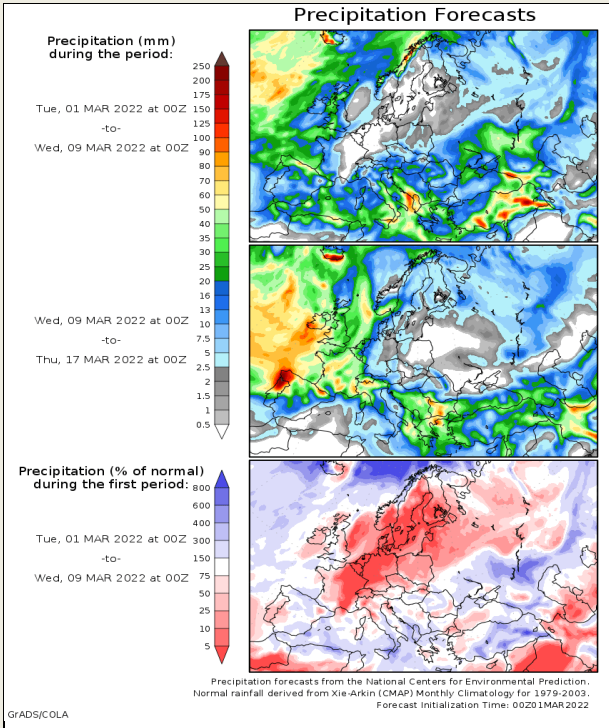 Precipitation Forecasts
Precipitation (mm)
during the period:
Tue, 01 MAR 2022 at 00Z
-to-
Wed, 09 MAR 2022 at 00Z
250
200
175
150
125
100
90
80
70
60
50
40
35
30
25
20
16
13
10
7.5
5
2.5
2
1.5
1
0.5
Wed, 09 MAR 2022 at 00Z
-to-
Thu, 17 MAR 2022 at 00Z
Precipitation (% of normal)
during the first period:
Tue, 01 MAR 2022 at 00Z
-to-
Wed, 09 MAR 2022 at 00Z
800
600
400
300
150
75
50
25
10
5
Precipitation forecasts from the National Centers for Environmental Prediction.
Normal rainfall derived from Xie-Arkin (CMAP) Monthly Climatology for 1979-2003.
Forecast Initialization Time: 00Z01MAR2022
GrADS/COLA